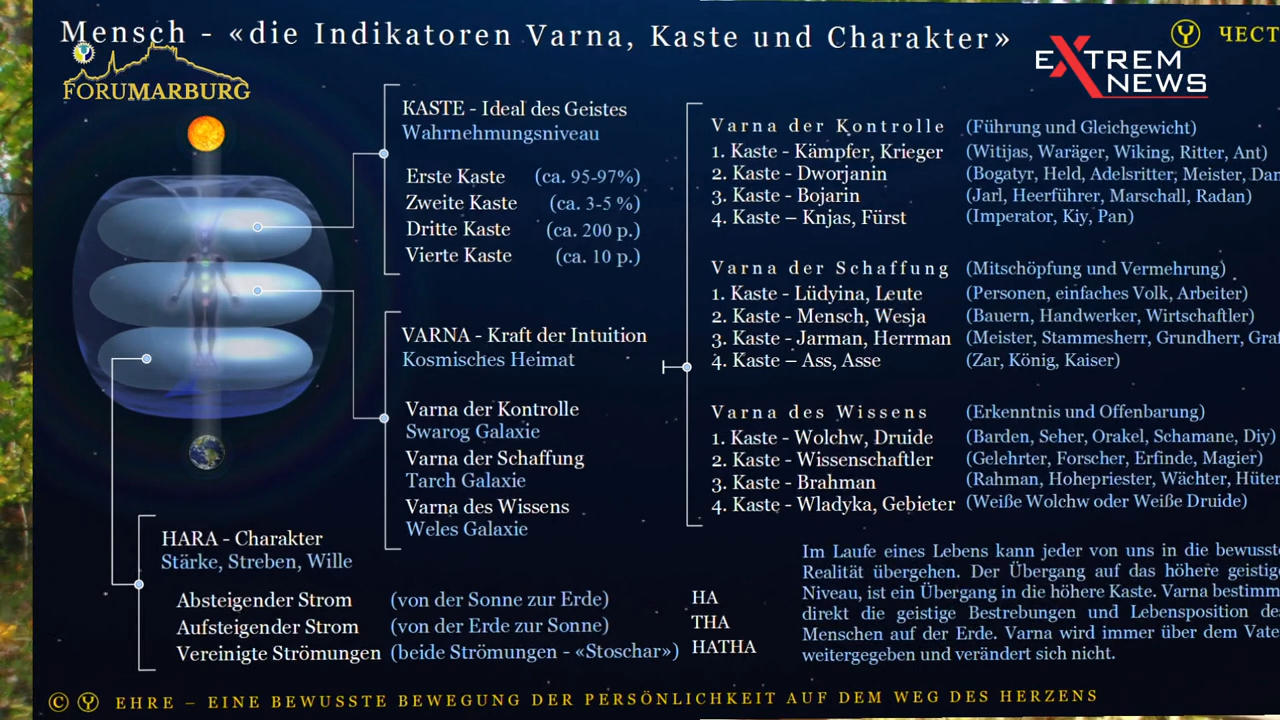 Mensch - «die Indikatoren Varna, Kaste und Charakter»
ЧЕСТ
FORUMARBURG
EXTREM
NEWS
KASTE - Ideal des Geistes
Wahrnehmungsniveau
Erste Kaste (ca. 95-97%)
Zweite Kaste (ca. 3-5 %)
Dritte Kaste (ca. 200 p.)
Vierte Kaste (ca. 10 p.)
VARNA - Kraft der Intuition
Kosmisches Heimat
Varna der Kontrolle
Swarog Galaxie
Varna der Schaffung
Tarch Galaxie
Varna des Wissens
Weles Galaxie
Varna der Kontrolle (Führung und Gleichgewicht)
1. Kaste - Kämpfer, Krieger (Witijas, Waräger, Wiking, Ritter, Ant)
2. Kaste - Dworjanin (Bogatyr, Held, Adelsritter, Meister, Dan
3. Kaste - Bojarin (Jarl, Heerführer, Marschall, Radan)
4. Kaste – Knjas, Fürst (Imperator, Kiy, Pan)
Varna der Schaffung (Mitschöpfung und Vermehrung)
1. Kaste - Lüdyina, Leute (Personen, einfaches Volk, Arbeiter)
2. Kaste - Mensch, Wesja (Bauern, Handwerker, Wirtschaftler)
3. Kaste - Jarman, Herrman (Meister, Stammesherr, Grundherr, Graf
4. Kaste – Ass, Asse (Zar, König, Kaiser)
Varna des Wissens (Erkenntnis und Offenbarung)
1. Kaste - Wolchw, Druide (Barden, Seher, Orakel, Schamane, Diy)
2. Kaste - Wissenschaftler (Gelehrter, Forscher, Erfinde, Magier)
3. Kaste - Brahman (Rahman, Hohepriester, Wächter, Hüter
4. Kaste - Wladyka, Gebieter (Weiße Wolchw oder Weiße Druide)
HARA - Charakter
Stärke, Streben, Wille
Absteigender Strom (von der Sonne zur Erde) HA
Aufsteigender Strom (von der Erde zur Sonne) THA
Vereinigte Strömungen (beide Strömungen - «Stoschar») HATHA
Im Laufe eines Lebens kann jeder von uns in die bewusste
Realität übergehen. Der Übergang auf das höhere geistige
Niveau, ist ein Übergang in die höhere Kaste. Varna bestimm
direkt die geistige Bestrebungen und Lebensposition des
Menschen auf der Erde. Varna wird immer über dem Vate
weitergegeben und verändert sich nicht.
© EHRE – EINE BEWUSSTE BEWEGUNG DER PERSÖNLICHKEIT AUF DEM WEG DES HERZENS